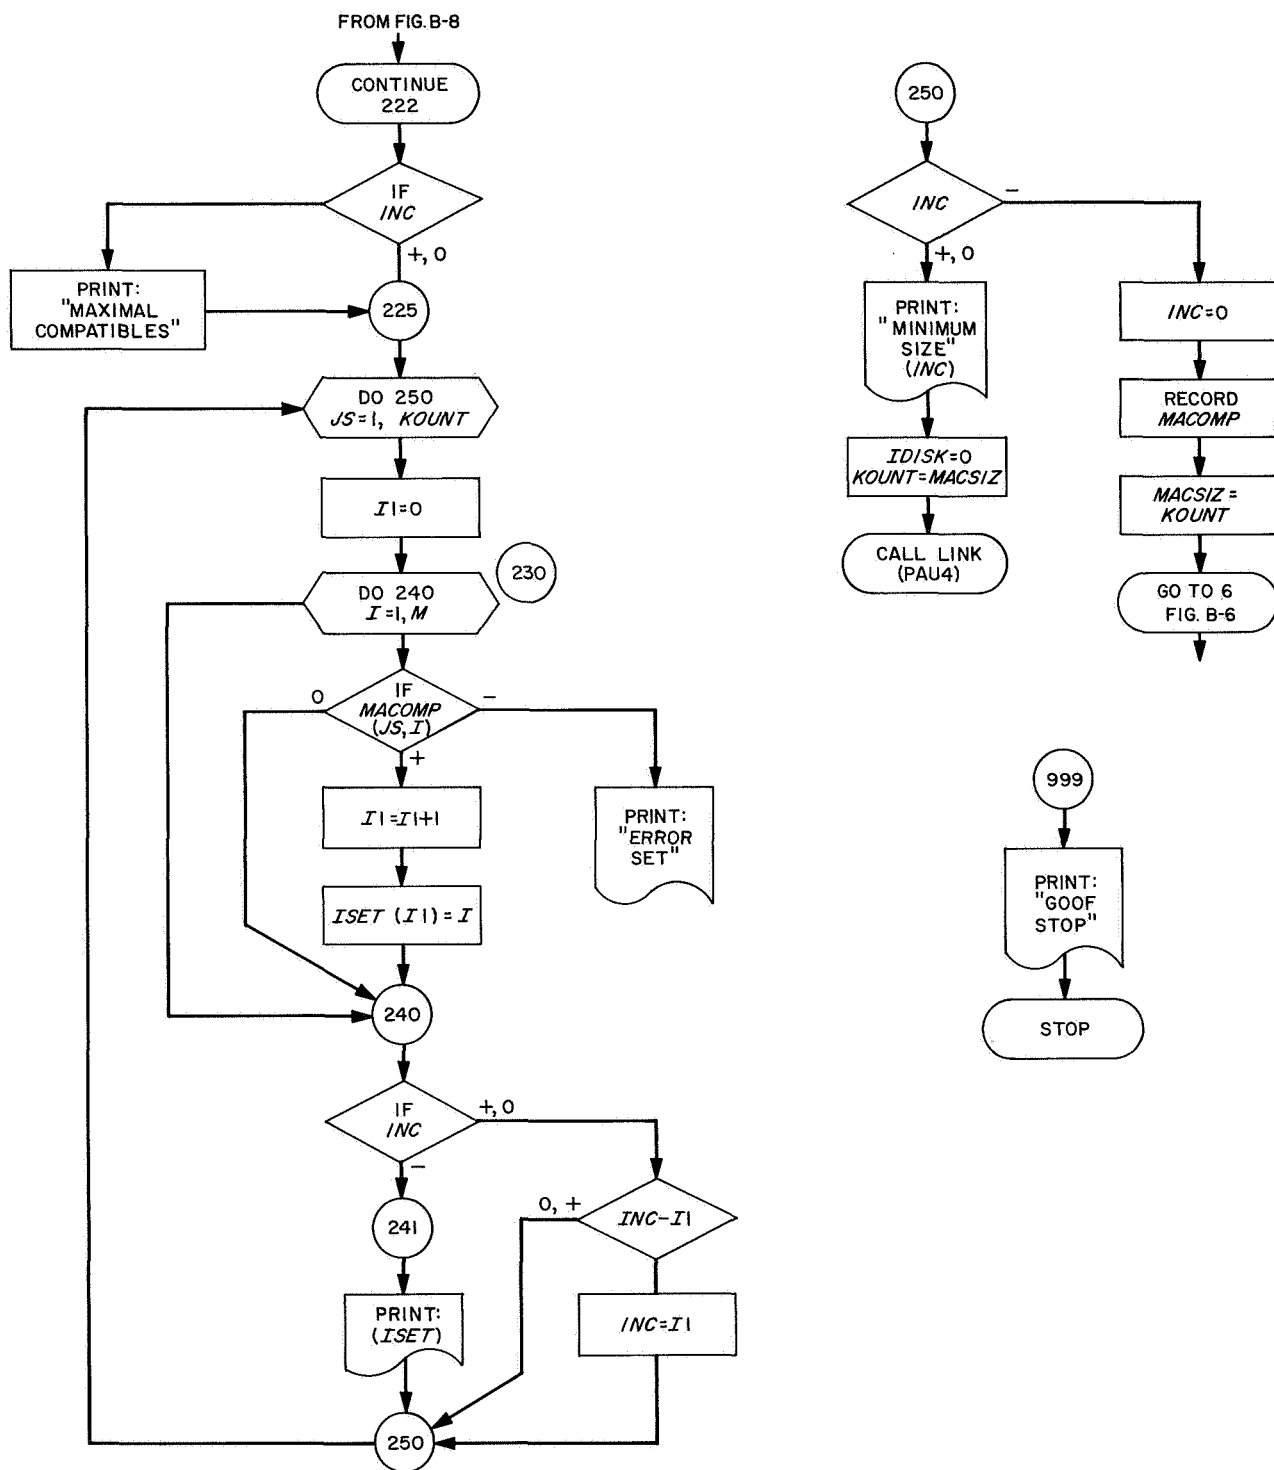 FROM FIG. B-8
CONTINUE
222
IF
INC
+, 0
PRINT:
"MAXIMAL
COMPATIBLES"
225
DO 250
JS=1, KOUNT
I1=0
230
DO 240
I=1, M
0
IF
MACOMP
(JS, I)
−
+
I1=I1+1
PRINT:
"ERROR
SET"
ISET (I1)=I
240
IF
INC
+, 0
−
241
0, +
INC-I1
PRINT:
(ISET)
INC=I1
250
250
INC
−
+, 0
PRINT:
"MINIMUM
SIZE"
(INC)
IDISK=0
KOUNT=MACSIZ
CALL LINK
(PAU4)
INC=0
RECORD
MACOMP
MACSIZ=
KOUNT
GO TO 6
FIG. B-6
999
PRINT:
"GOOF
STOP"
STOP